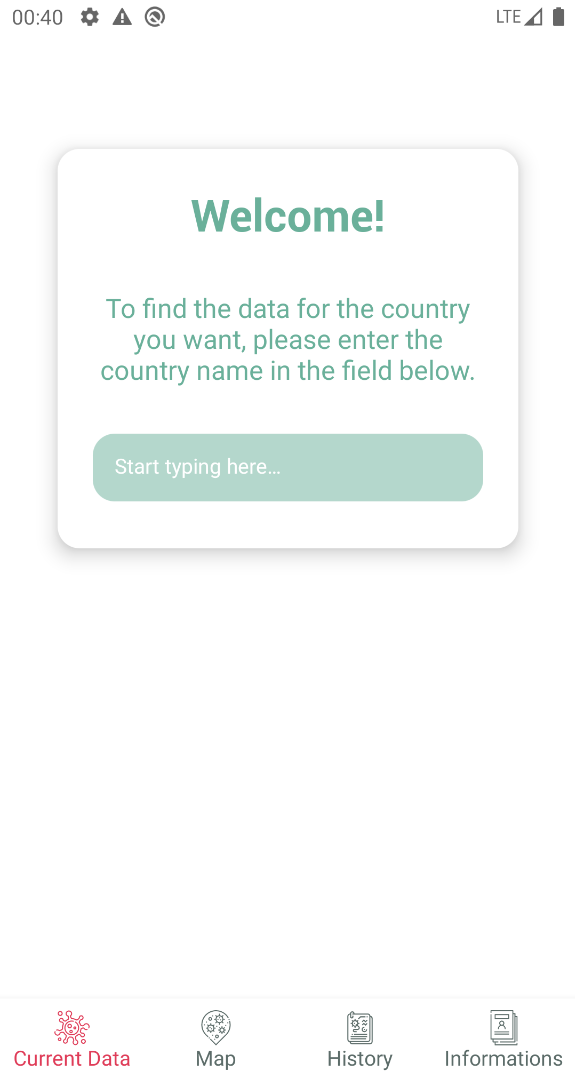 00:40
LTE
Welcome!
To find the data for the country
you want, please enter the
country name in the field below.
Start typing here...
Current Data
Map
History
Informations